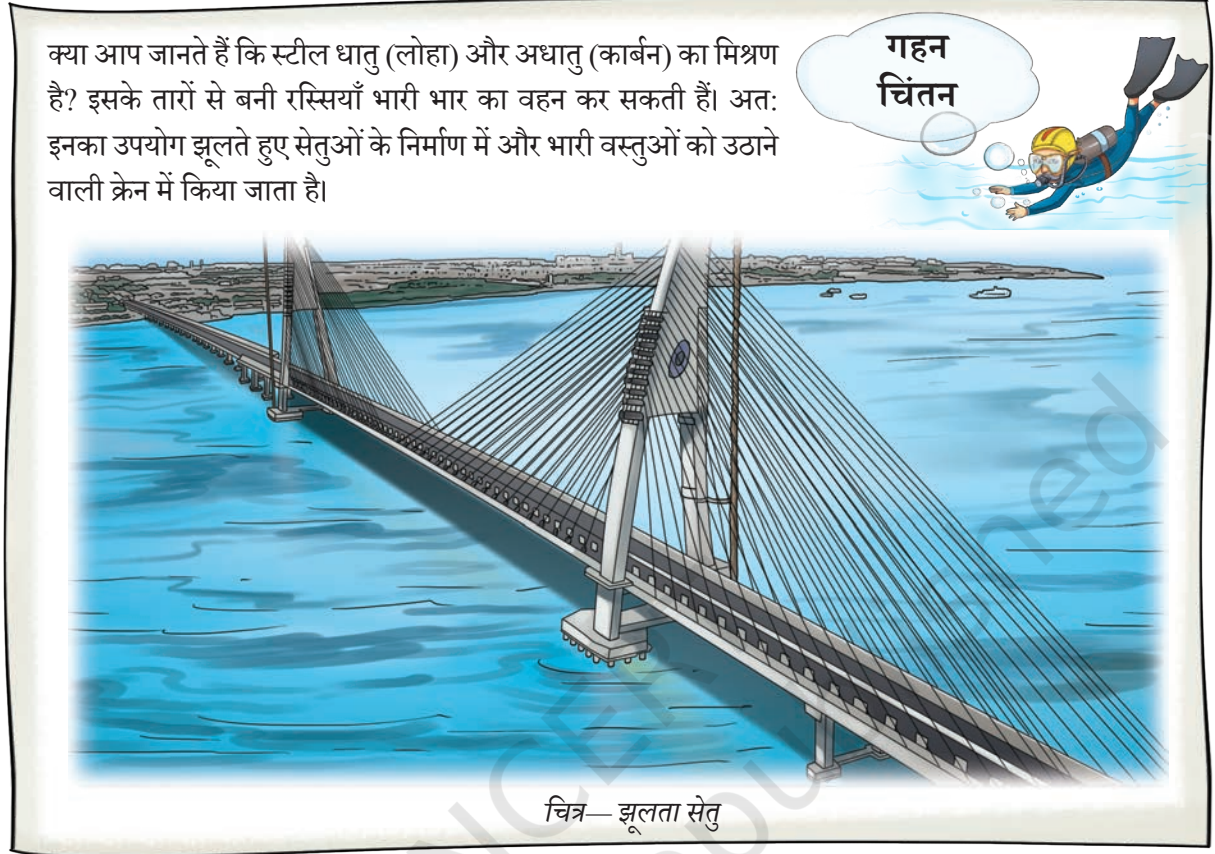 क्या आप जानते हैं कि स्टील धातु (लोहा) और अधातु (कार्बन) का मिश्रण
है? इसके तारों से बनी रस्सियाँ भारी भार का वहन कर सकती हैं। अत:
इनका उपयोग झूलते हुए सेतुओं के निर्माण में और भारी वस्तुओं को उठाने
वाली क्रेन में किया जाता है।
गहन
चिंतन
चित्र— झूलता सेतु